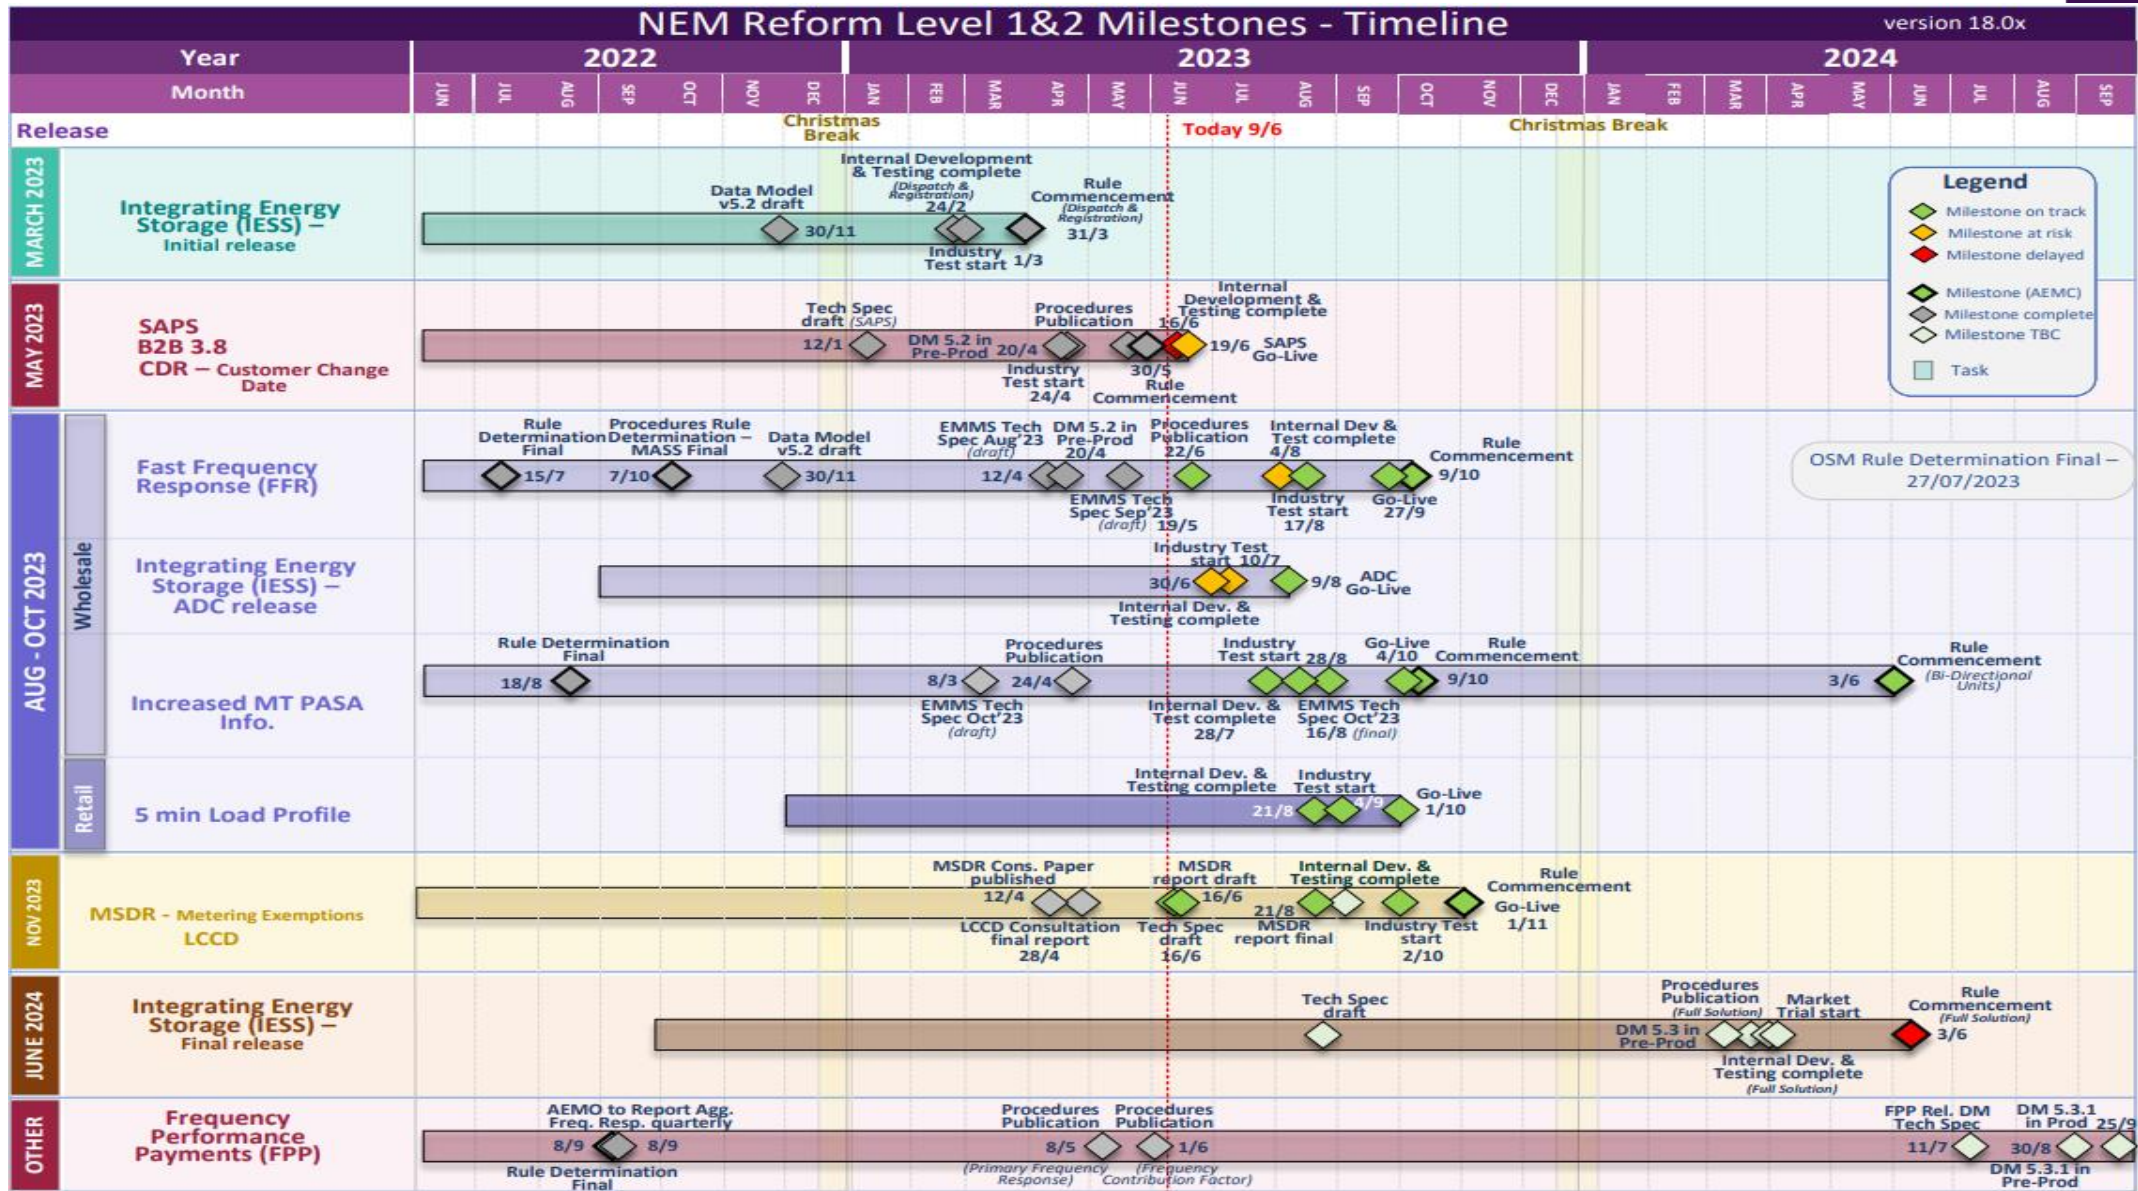 NEM Reform Level 1&2 Milestones - Timeline
version 18.0x
Year
2022
2023
2024
Month
JUN
JUL
AUG
SEP
OCT
NOV
DEC
JAN
FEB
MAR
APR
MAY
JUN
JUL
AUG
SEP
OCT
NOV
DEC
JAN
FEB
MAR
APR
MAY
JUN
JUL
AUG
SEP
Release
Christmas
Break
Today 9/6
Christmas Break
MARCH 2023
Integrating Energy
Storage (IESS) –
Initial release
Data Model
v5.2 draft
30/11
Internal Development
& Testing complete
(Dispatch &
Registration)
24/2
Industry
Test start 1/3
Rule
Commencement
(Dispatch &
Registration)
31/3
Legend
Milestone on track
Milestone at risk
Milestone delayed
Milestone (AEMC)
Milestone complete
Milestone TBC
Task
MAY 2023
SAPS
B2B 3.8
CDR – Customer Change
Date
Tech Spec
draft (SAPS)
12/1
DM 5.2 in
Pre-Prod 20/4
Procedures
Publication
Industry
Test start
24/4
30/5
Rule
Commencement
Internal
Development &
Testing complete
16/6
19/6 SAPS
Go-Live
AUG - OCT 2023
Wholesale
Fast Frequency
Response (FFR)
Rule
Determination
Final
15/7
Procedures Rule
Determination –
MASS Final
7/10
Data Model
v5.2 draft
30/11
EMMS Tech
Spec Aug'23
(draft)
12/4
DM 5.2 in
Pre-Prod
20/4
EMMS Tech
Spec Sep'23
(draft) 19/5
Procedures
Publication
22/6
Internal Dev &
Test complete
4/8
Industry
Test start
17/8
Go-Live
27/9
Rule
Commencement
9/10
OSM Rule Determination Final –
27/07/2023
Integrating Energy
Storage (IESS) –
ADC release
Industry Test
start 10/7
30/6
Internal Dev. &
Testing complete
9/8 ADC
Go-Live
Increased MT PASA
Info.
Rule Determination
Final
18/8
8/3
EMMS Tech
Spec Oct'23
(draft)
Procedures
Publication
24/4
Internal Dev. &
Test complete
28/7
Industry
Test start 28/8
EMMS Tech
Spec Oct'23
16/8 (final)
Go-Live
4/10
Rule
Commencement
9/10
3/6
Rule
Commencement
(Bi-Directional
Units)
Retail
5 min Load Profile
Internal Dev. &
Testing complete
21/8
Industry
Test start
4/9
Go-Live
1/10
NOV 2023
MSDR - Metering Exemptions
LCCD
MSDR Cons. Paper
published
12/4
LCCD Consultation
final report
28/4
MSDR
report draft
16/6
Tech Spec
draft
16/6
Internal Dev. &
Testing complete
21/8
MSDR
report final
Industry Test
start
2/10
Rule
Commencement
Go-Live
1/11
JUNE 2024
Integrating Energy
Storage (IESS) –
Final release
Tech Spec
draft
DM 5.3 in
Pre-Prod
Procedures
Publication
(Full Solution)
Market
Trial start
Internal Dev. &
Testing complete
(Full Solution)
Rule
Commencement
(Full Solution)
3/6
OTHER
Frequency
Performance
Payments (FPP)
AEMO to Report Agg.
Freq. Resp. quarterly
8/9
8/9
Rule Determination
Final
Procedures
Publication
8/5
(Primary Frequency
Response)
Procedures
Publication
1/6
(Frequency
Contribution Factor)
FPP Rel. DM
Tech Spec
11/7
DM 5.3.1
in Prod 25/9
30/8
DM 5.3.1 in
Pre-Prod